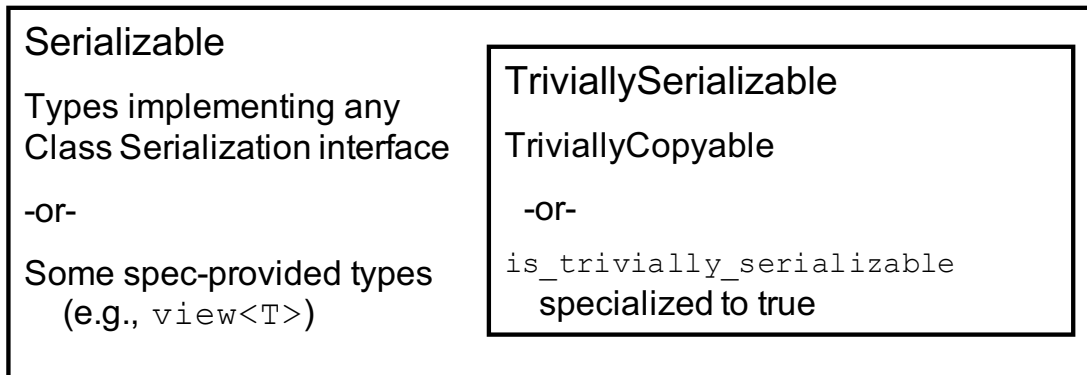 Serializable
Types implementing any
Class Serialization interface
-or-
Some spec-provided types
(e.g., view<T>)
TriviallySerializable
TriviallyCopyable
-or-
is_trivially_serializable
specialized to true